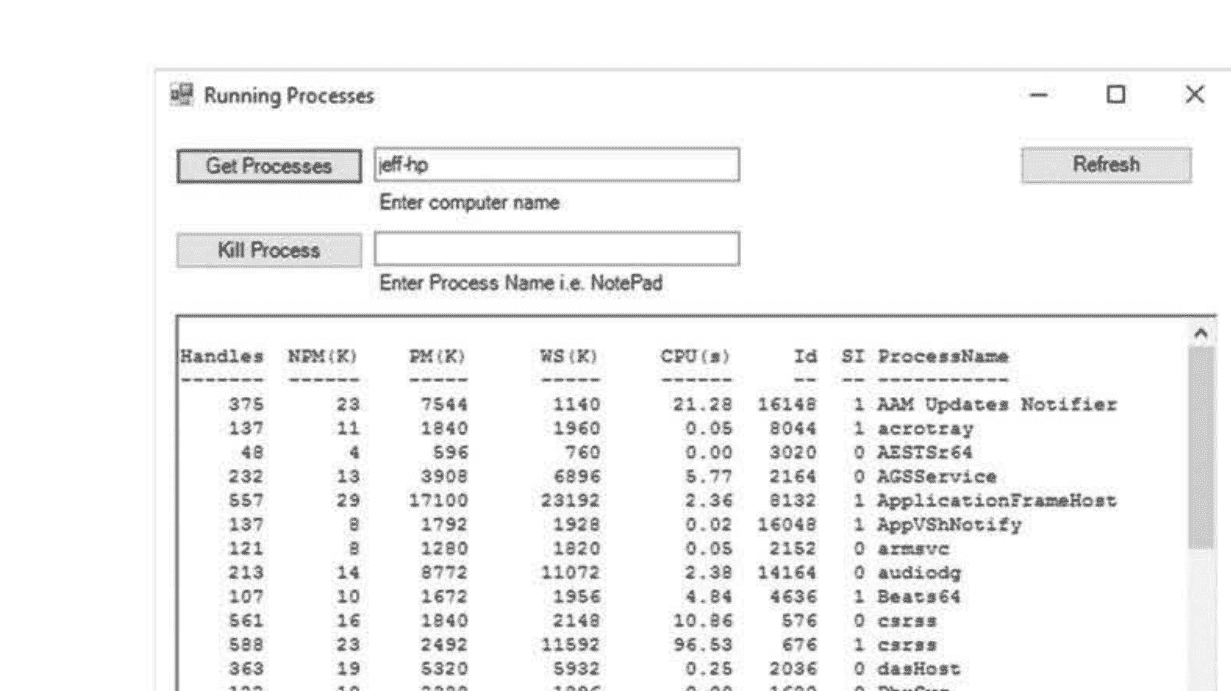 Running Processes
Get Processes jeff-hp Refresh
Enter computer name
Kill Process
Enter Process Name i.e. NotePad
Handles NPM(K) PM(K) WS(K) CPU(s) Id SI ProcessName
------- ------ ----- ----- ------ -- -- -----------
375 23 7544 1140 21.28 16148 1 AAM Updates Notifier
137 11 1840 1960 0.05 8044 1 acrotray
48 4 596 760 0.00 3020 0 AESTSr64
232 13 3908 6896 5.77 2164 0 AGSService
557 29 17100 23192 2.36 8132 1 ApplicationFrameHost
137 8 1792 1928 0.02 16048 1 AppVShNotify
121 8 1280 1820 0.05 2152 0 armsvc
213 14 8772 11072 2.38 14164 0 audiodg
107 10 1672 1956 4.84 4636 1 Beats64
561 16 1840 2148 10.86 576 0 csrss
588 23 2492 11592 96.53 676 1 csrss
363 19 5320 5932 0.25 2036 0 dasHost